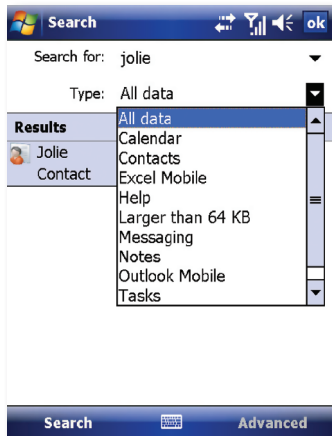 Search
ok
Search for: jolie
Type: All data
Results
Jolie
Contact
All data
Calendar
Contacts
Excel Mobile
Help
Larger than 64 KB
Messaging
Notes
Outlook Mobile
Tasks
Search Advanced